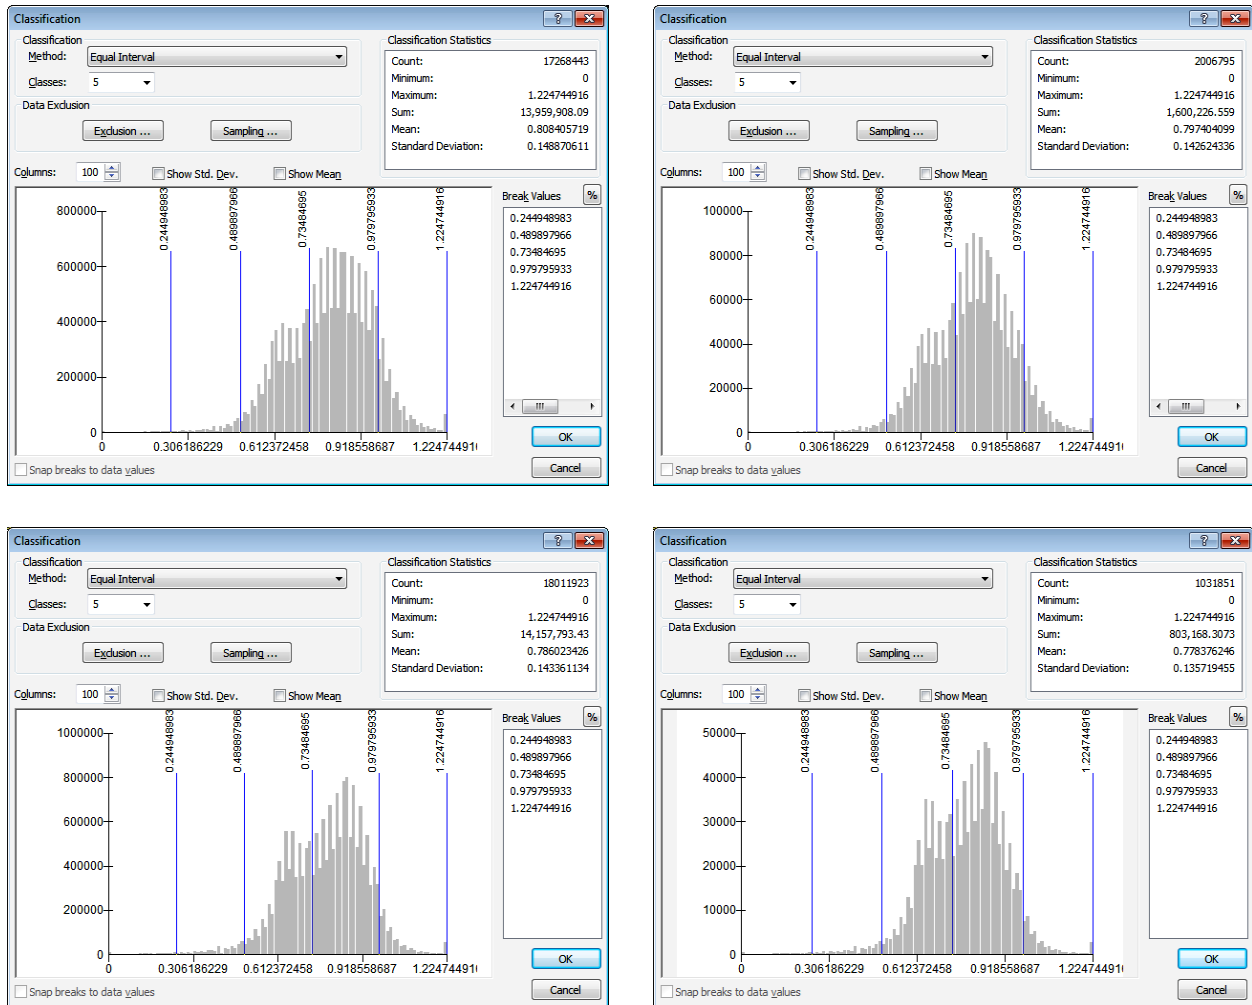 Classification
Classification
Method: Equal Interval
Classes: 5
Data Exclusion
Exclusion ...
Sampling ...
Classification Statistics
Count: 17268443
Minimum: 0
Maximum: 1.224744916
Sum: 13,959,908.09
Mean: 0.808405719
Standard Deviation: 0.148870611
Columns: 100
Show Std. Dev.
Show Mean
Break Values
%
0.244948983
0.489897966
0.73484695
0.979795933
1.224744916
800000
600000
400000
200000
0
0.244948983
0.489897966
0.73484695
0.979795933
1.224744916
0 0.306186229 0.612372458 0.918558687 1.224744916
OK
Cancel
Snap breaks to data values
Classification
Classification
Method: Equal Interval
Classes: 5
Data Exclusion
Exclusion ...
Sampling ...
Classification Statistics
Count: 2006795
Minimum: 0
Maximum: 1.224744916
Sum: 1,600,226.559
Mean: 0.797404099
Standard Deviation: 0.142624336
Columns: 100
Show Std. Dev.
Show Mean
Break Values
%
0.244948983
0.489897966
0.73484695
0.979795933
1.224744916
100000
80000
60000
40000
20000
0
0.244948983
0.489897966
0.73484695
0.979795933
1.224744916
0 0.306186229 0.612372458 0.918558687 1.22474491
OK
Cancel
Snap breaks to data values
Classification
Classification
Method: Equal Interval
Classes: 5
Data Exclusion
Exclusion ...
Sampling ...
Classification Statistics
Count: 18011923
Minimum: 0
Maximum: 1.224744916
Sum: 14,157,793.43
Mean: 0.786023426
Standard Deviation: 0.143361134
Columns: 100
Show Std. Dev.
Show Mean
Break Values
%
0.244948983
0.489897966
0.73484695
0.979795933
1.224744916
1000000
800000
600000
400000
200000
0
0.244948983
0.489897966
0.73484695
0.979795933
1.224744916
0 0.306186229 0.612372458 0.918558687 1.22474491
OK
Cancel
Snap breaks to data values
Classification
Classification
Method: Equal Interval
Classes: 5
Data Exclusion
Exclusion ...
Sampling ...
Classification Statistics
Count: 1031851
Minimum: 0
Maximum: 1.224744916
Sum: 803,168.3073
Mean: 0.778376246
Standard Deviation: 0.135719455
Columns: 100
Show Std. Dev.
Show Mean
Break Values
%
0.244948983
0.489897966
0.73484695
0.979795933
1.224744916
50000
40000
30000
20000
10000
0
0.244948983
0.489897966
0.73484695
0.979795933
1.224744916
0 0.306186229 0.612372458 0.918558687 1.22474491
OK
Cancel
Snap breaks to data values